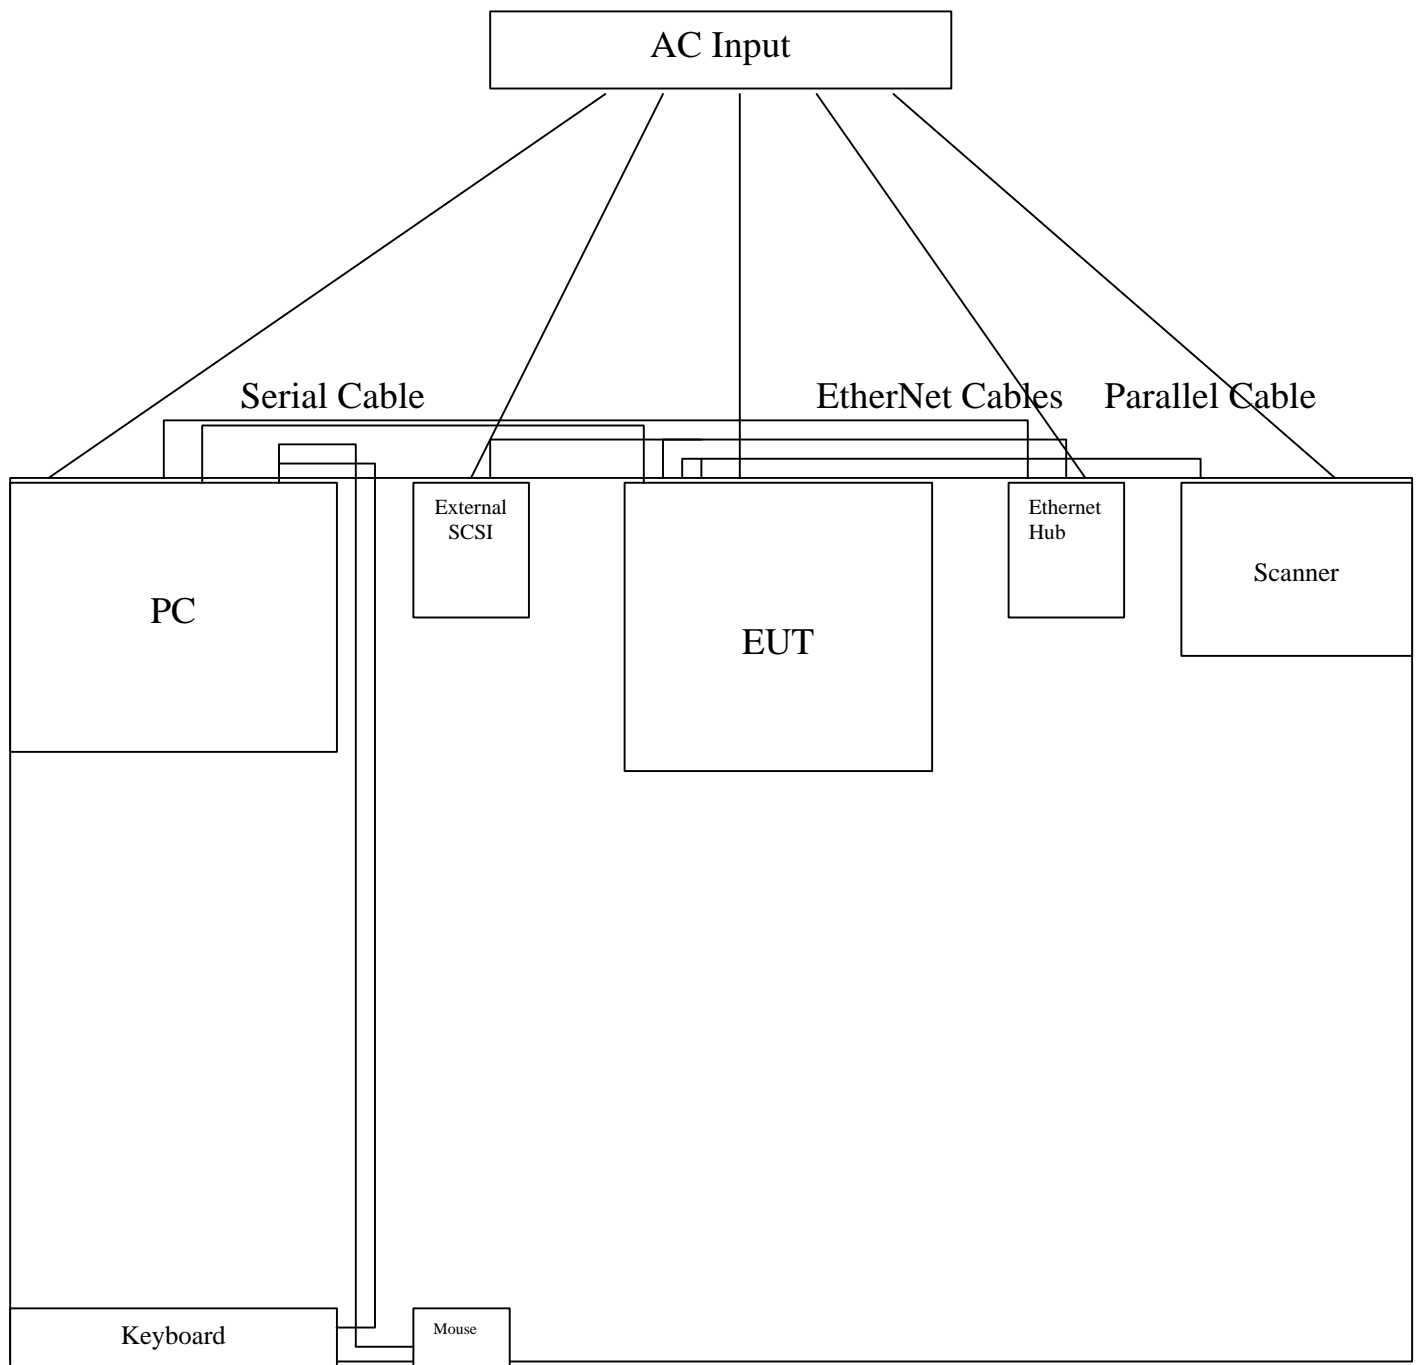 AC Input
Serial Cable
EtherNet Cables
Parallel Cable
External
SCSI
Ethernet
Hub
Scanner
PC
EUT
Keyboard
Mouse